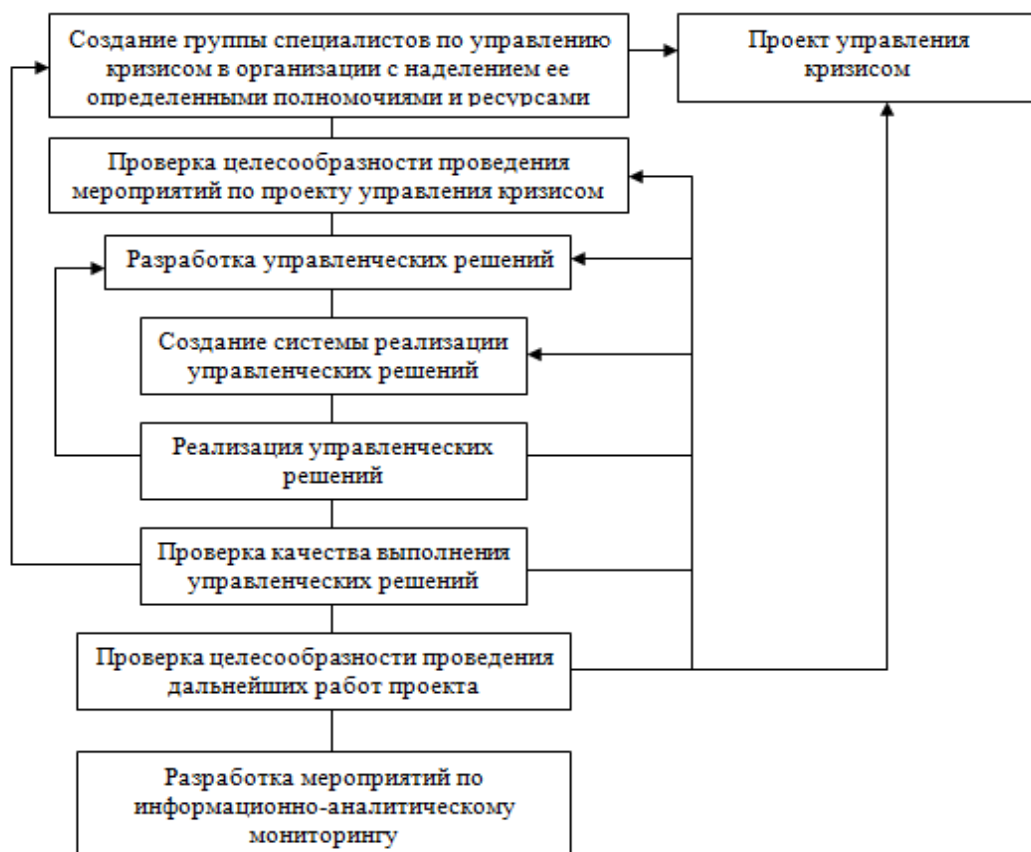 Создание группы специалистов по управлению
кризисом в организации с наделением ее
определенными полномочиями и ресурсами
Проект управления
кризисом
Проверка целесообразности проведения
мероприятий по проекту управления кризисом
Разработка управленческих решений
Создание системы реализации
управленческих решений
Реализация управленческих
решений
Проверка качества выполнения
управленческих решений
Проверка целесообразности проведения
дальнейших работ проекта
Разработка мероприятий по
информационно-аналитическому
мониторингу